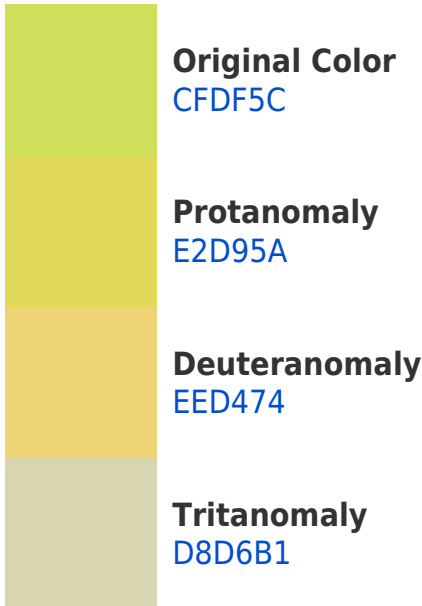 Original Color
CFDF5C
Protanomaly
E2D95A
Deuteranomaly
EED474
Tritanomaly
D8D6B1